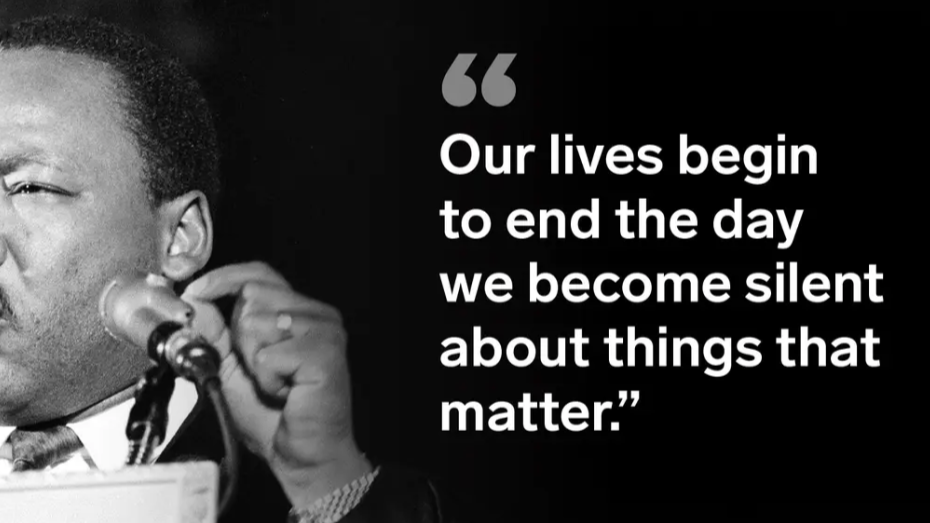 “
Our lives begin
to end the day
we become silent
about things that
matter.”